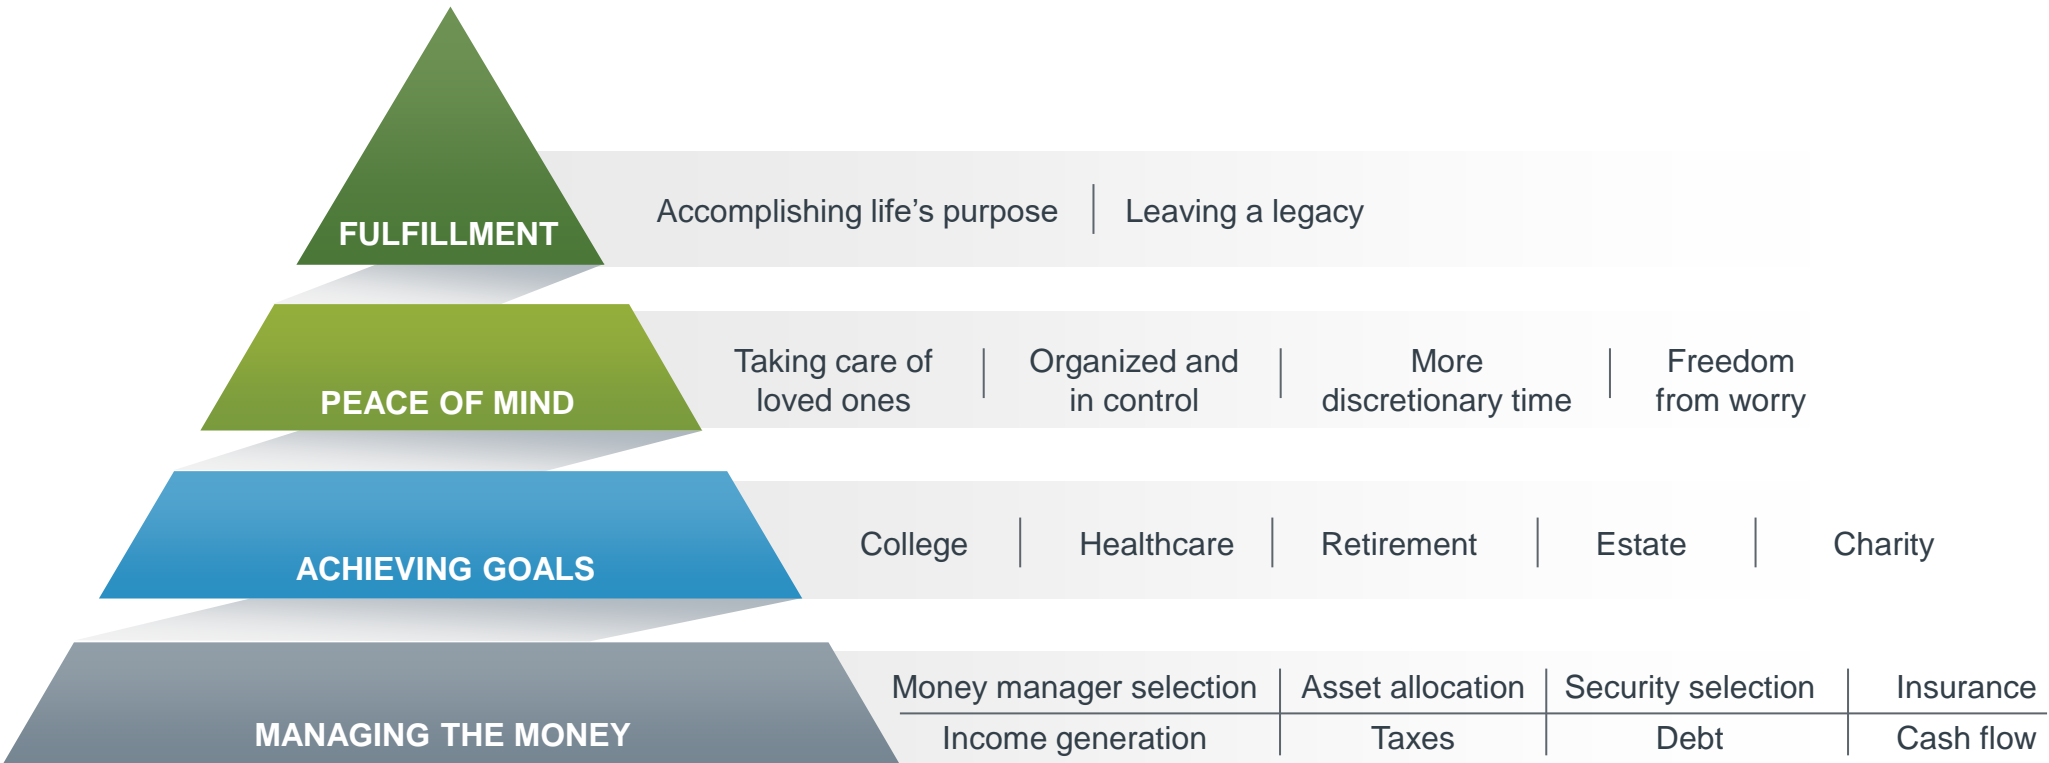 FULFILLMENT
Accomplishing life's purpose
Leaving a legacy
PEACE OF MIND
Taking care of
loved ones
Organized and
in control
More
discretionary time
Freedom
from worry
ACHIEVING GOALS
College
Healthcare
Retirement
Estate
Charity
MANAGING THE MONEY
Money manager selection
Asset allocation
Security selection
Insurance
Income generation
Taxes
Debt
Cash flow